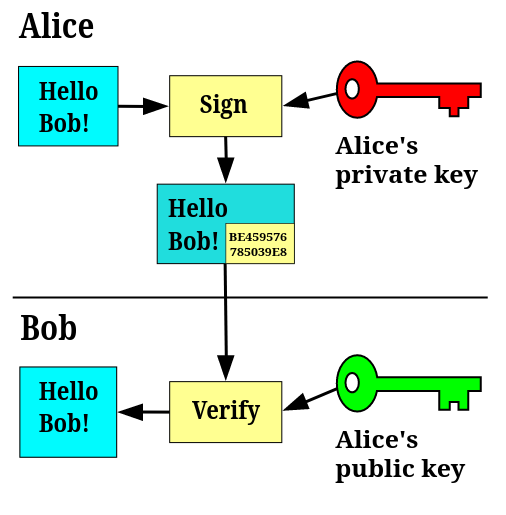 Alice
Hello
Bob!
Sign
Alice's
private key
Hello
Bob!
BE459576
785039E8
Bob
Hello
Bob!
Verify
Alice's
public key